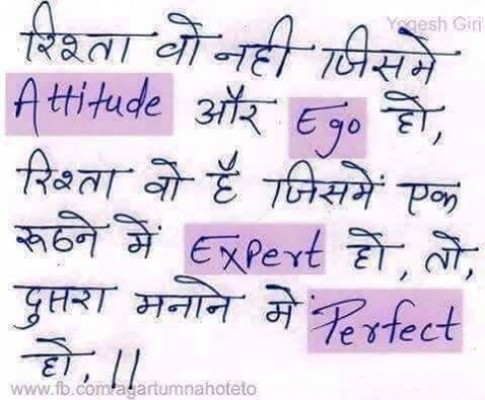 Yogesh Giri
रिश्ता वो नही जिसमे
Attitude और Ego हो,
रिश्ता वो है जिसमें एक
रूठने में Expert हो, तो,
दुसरा मनाने मे Perfect
हो, ||
www.fb.com/agartumnahoteto